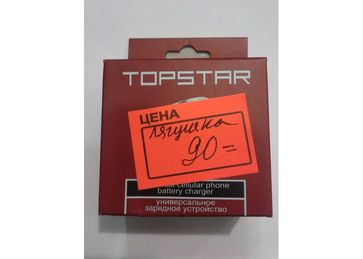 TOPSTAR
ЦЕНА
лягушка
90=
cellular phone
battery charger
универсальное
зарядное устройство